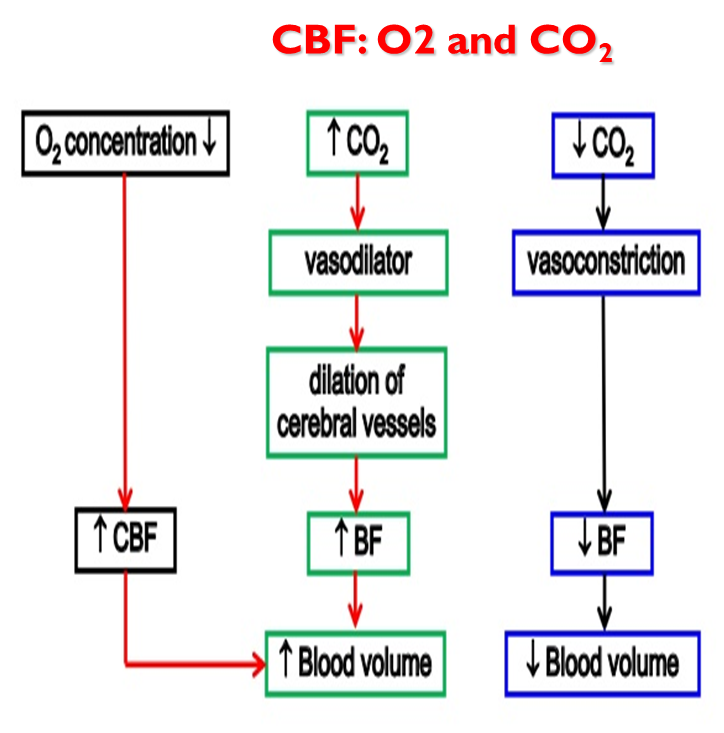 CBF: O2 and CO₂
O₂ concentration ↓
↑ CO₂
↓ CO₂
vasodilator
vasoconstriction
dilation of
cerebral vessels
↑ CBF
↑ BF
↓ BF
↑ Blood volume
↓ Blood volume